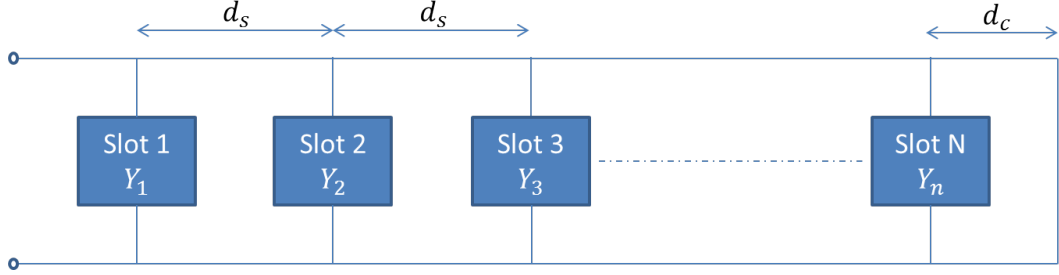 d_s d_s d_c
Slot 1 Slot 2 Slot 3 Slot N
Y_1 Y_2 Y_3 Y_n